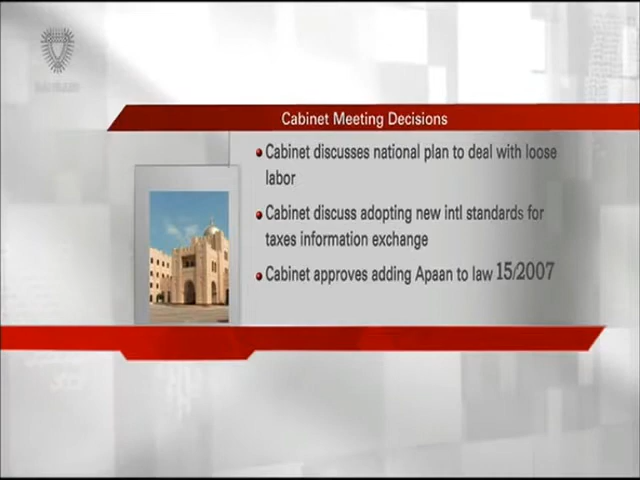 Cabinet Meeting Decisions
Cabinet discusses national plan to deal with loose
labor
Cabinet discuss adopting new intl standards for
taxes information exchange
Cabinet approves adding Apaan to law 15/2007